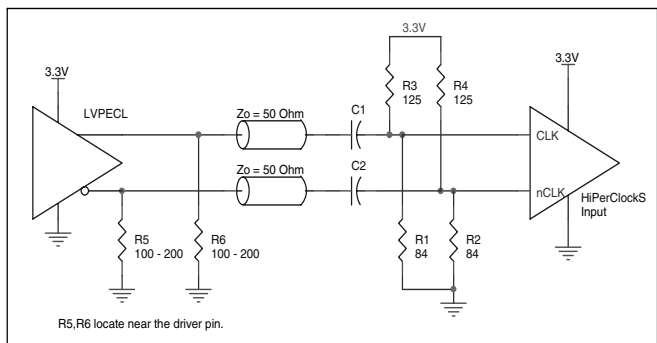 3.3V
3.3V
3.3V
LVPECL
R3
125
R4
125
Zo = 50 Ohm
C1
CLK
Zo = 50 Ohm
C2
nCLK
HiPerClockS
Input
R5
100 - 200
R6
100 - 200
R1
84
R2
84
R5,R6 locate near the driver pin.